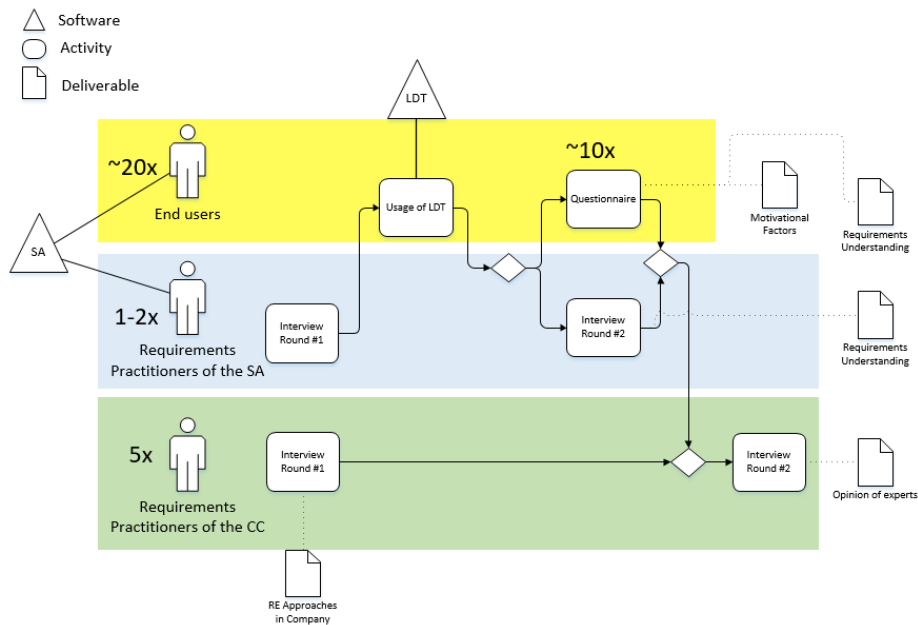 Software
Activity
Deliverable
LDT
~20x
End users
Usage of LDT
~10x
Questionnaire
Motivational
Factors
Requirements
Understanding
SA
1-2x
Requirements
Practitioners of the SA
Interview
Round #1
Interview
Round #2
Requirements
Understanding
5x
Requirements
Practitioners of the CC
Interview
Round #1
Interview
Round #2
Opinion of experts
RE Approaches
in Company